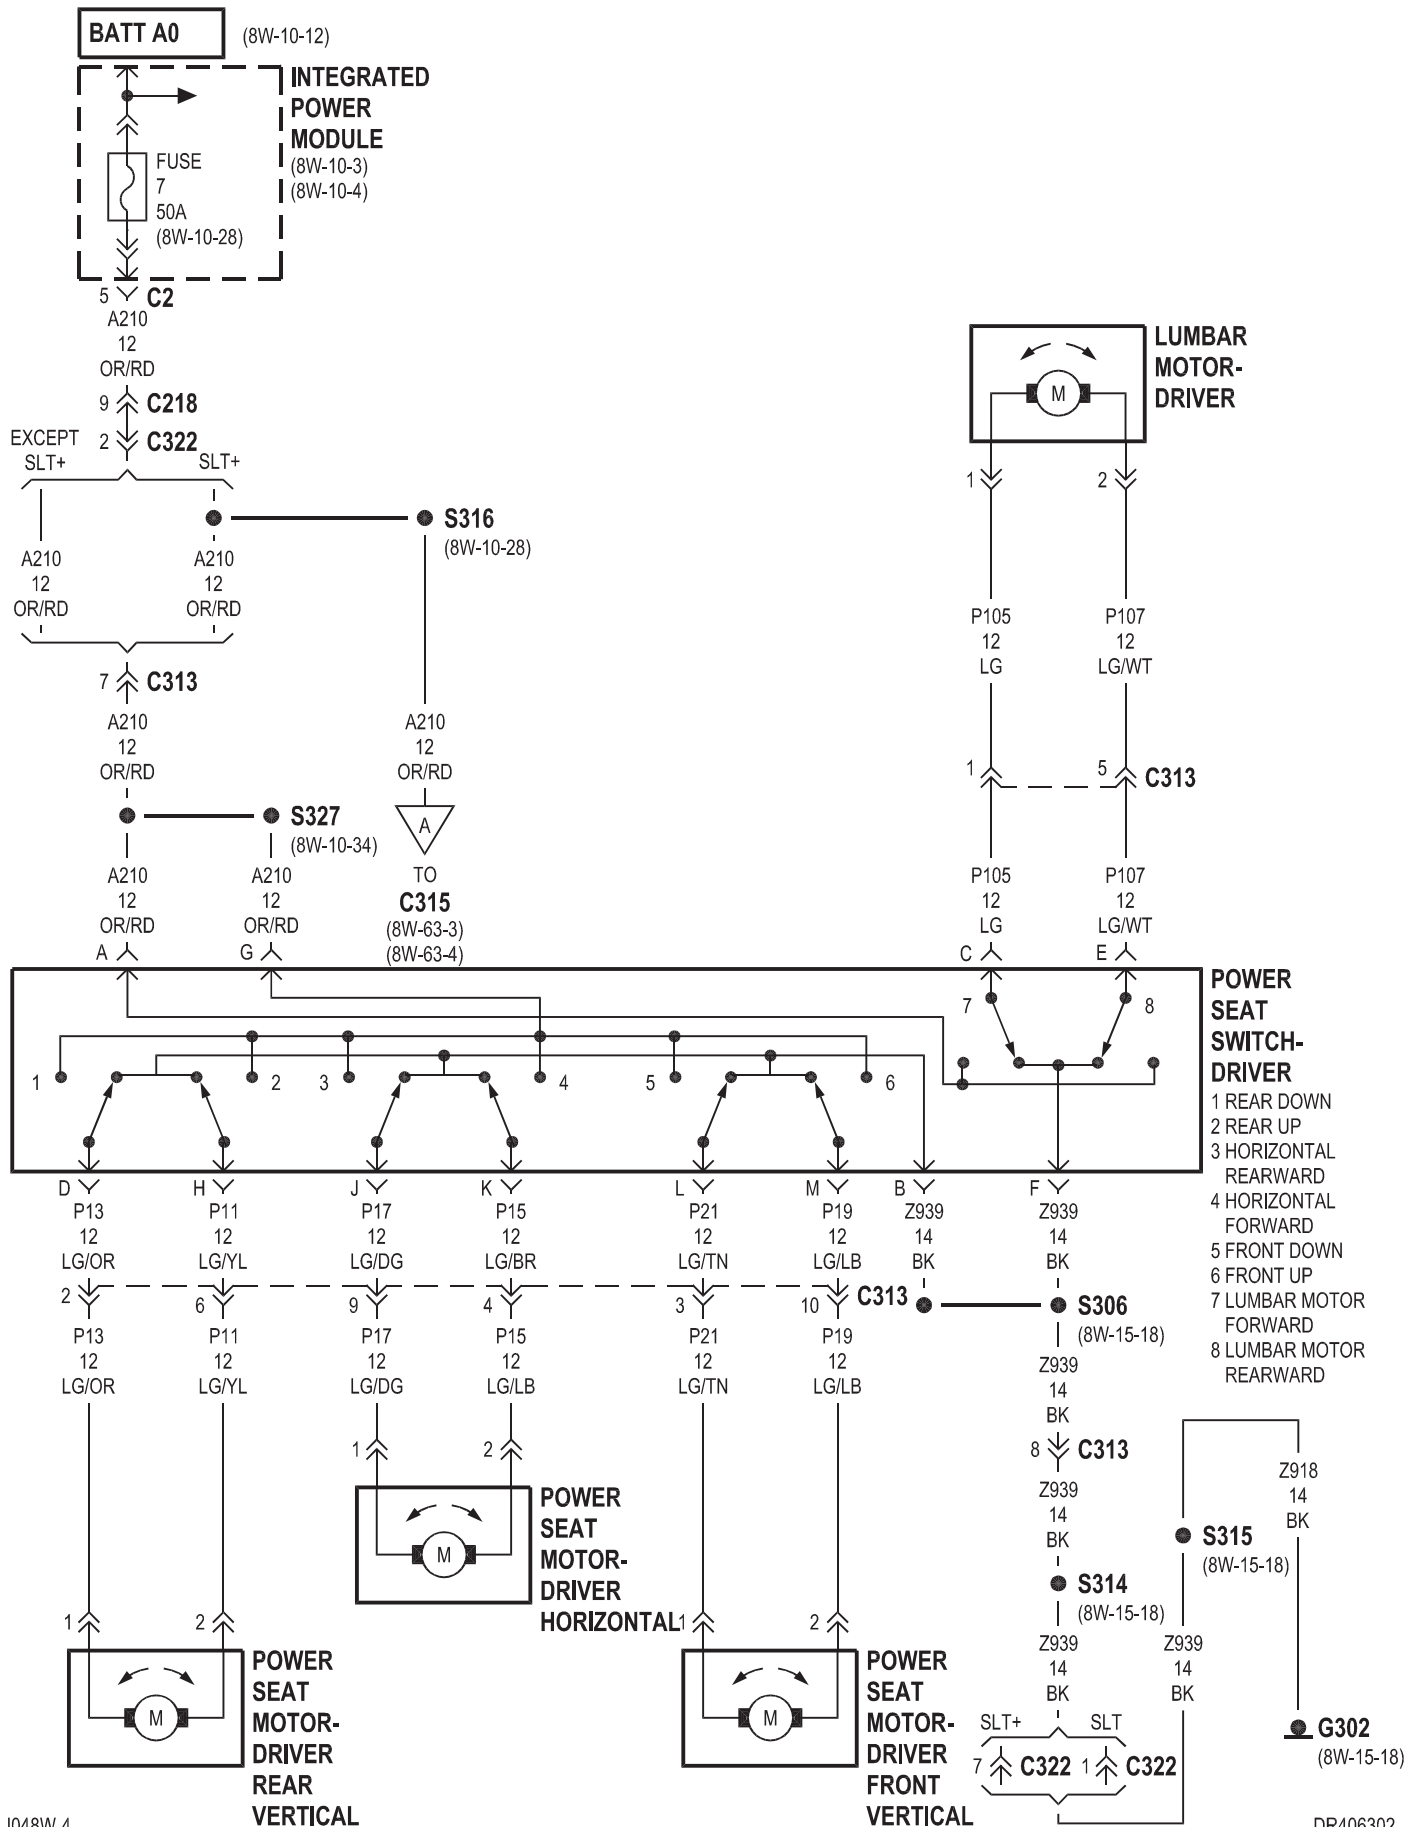 BATT A0
(8W-10-12)
INTEGRATED
POWER
MODULE
(8W-10-3)
(8W-10-4)
FUSE
7
50A
(8W-10-28)
5
C2
A210
12
OR/RD
9
C218
2
C322
EXCEPT
SLT+
SLT+
S316
(8W-10-28)
A210
12
OR/RD
A210
12
OR/RD
7
C313
A210
12
OR/RD
A210
12
OR/RD
S327
(8W-10-34)
A
TO
C315
(8W-63-3)
(8W-63-4)
A210
12
OR/RD
A210
12
OR/RD
A
G
LUMBAR
MOTOR-
DRIVER
M
1
2
P105
12
LG
P107
12
LG/WT
1
5
C313
P105
12
LG
P107
12
LG/WT
C
E
7
8
1
2
3
4
5
6
POWER
SEAT
SWITCH-
DRIVER
1 REAR DOWN
2 REAR UP
3 HORIZONTAL
REARWARD
4 HORIZONTAL
FORWARD
5 FRONT DOWN
6 FRONT UP
7 LUMBAR MOTOR
FORWARD
8 LUMBAR MOTOR
REARWARD
D
H
J
K
L
M
B
F
P13
12
LG/OR
P11
12
LG/YL
P17
12
LG/DG
P15
12
LG/BR
P21
12
LG/TN
P19
12
LG/LB
Z939
14
BK
Z939
14
BK
2
6
9
4
3
10
C313
S306
(8W-15-18)
P13
12
LG/OR
P11
12
LG/YL
P17
12
LG/DG
P15
12
LG/LB
P21
12
LG/TN
P19
12
LG/LB
Z939
14
BK
8
C313
Z939
14
BK
S314
(8W-15-18)
Z939
14
BK
SLT+
SLT
7
C322
1
C322
Z939
14
BK
S315
(8W-15-18)
Z918
14
BK
G302
(8W-15-18)
1
2
M
POWER
SEAT
MOTOR-
DRIVER
HORIZONTAL
1
2
M
POWER
SEAT
MOTOR-
DRIVER
REAR
VERTICAL
1
2
M
POWER
SEAT
MOTOR-
DRIVER
FRONT
VERTICAL
J048W-4
DR406302